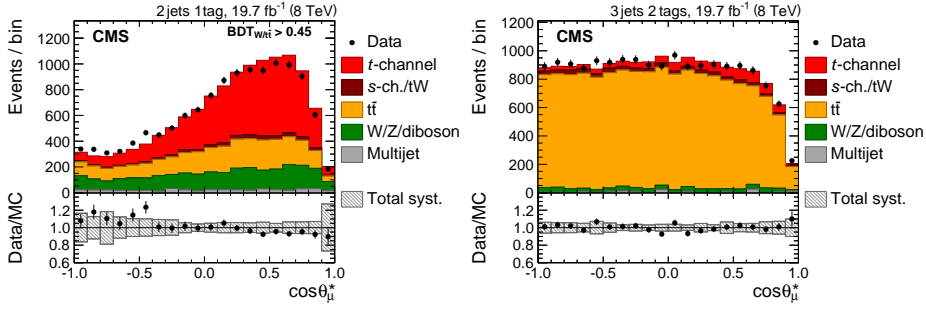 2 jets 1 tag, 19.7 fb⁻¹ (8 TeV)
CMS
BDT_W/tt̄ > 0.45
Events / bin
1200
1000
800
600
400
200
0
Data
t-channel
s-ch./tW
tt̄
W/Z/diboson
Multijet
Total syst.
Data/MC
1.2
1.0
0.8
0.6
-1.0 -0.5 0.0 0.5 1.0
cosθ*_μ
3 jets 2 tags, 19.7 fb⁻¹ (8 TeV)
CMS
Events / bin
1200
1000
800
600
400
200
0
Data
t-channel
s-ch./tW
tt̄
W/Z/diboson
Multijet
Total syst.
Data/MC
1.2
1.0
0.8
0.6
-1.0 -0.5 0.0 0.5 1.0
cosθ*_μ